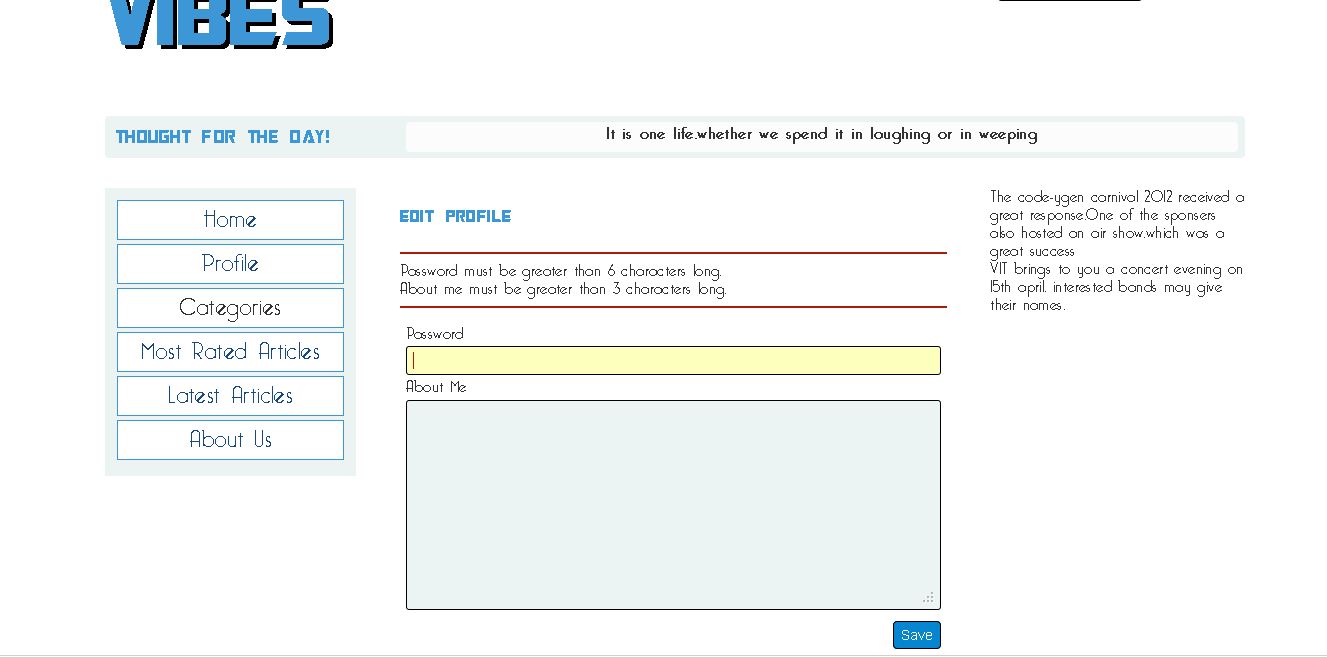 VIBES
THOUGHT FOR THE DAY!
It is one life.whether we spend it in loughing or in weeping
Home
Profile
Categories
Most Rated Articles
Latest Articles
About Us
EDIT PROFILE
Password must be greater than 6 characters long.
About me must be greater than 3 characters long.
Password
About Me
Save
The code-ygen carnival 2012 received a
great response.One of the sponsers
also hosted an air show.which was a
great success
VIT brings to you a concert evening on
15th april. interested bands may give
their names.